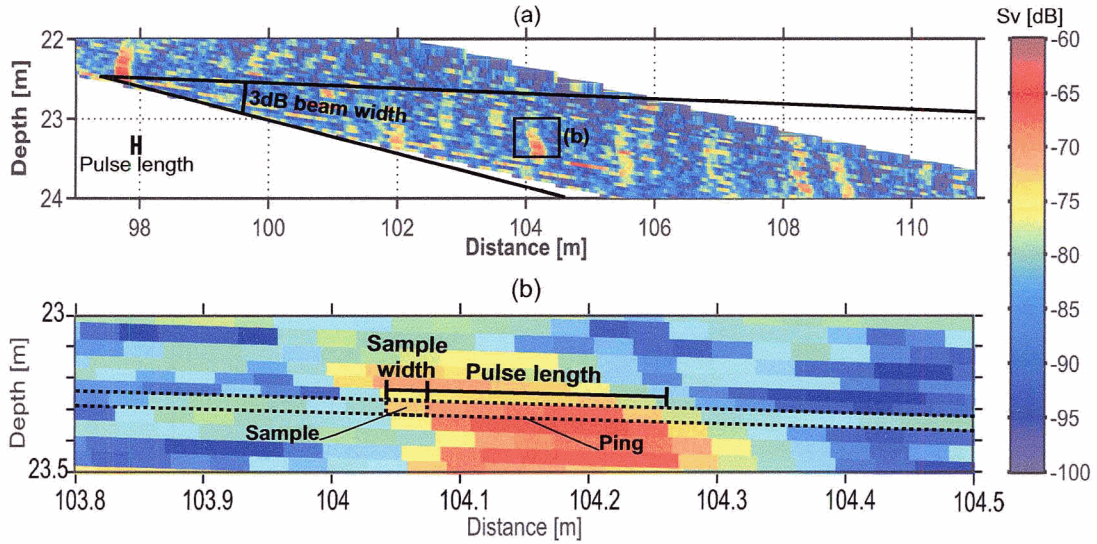 (a)
Sv [dB]
22
23
24
Depth [m]
3dB beam width
(b)
Pulse length
98
100
102
104
106
108
110
Distance [m]
-60
-65
-70
-75
-80
-85
-90
-95
-100
(b)
23
23.5
Depth [m]
Sample
width
Pulse length
Sample
Ping
103.8
103.9
104
104.1
104.2
104.3
104.4
104.5
Distance [m]